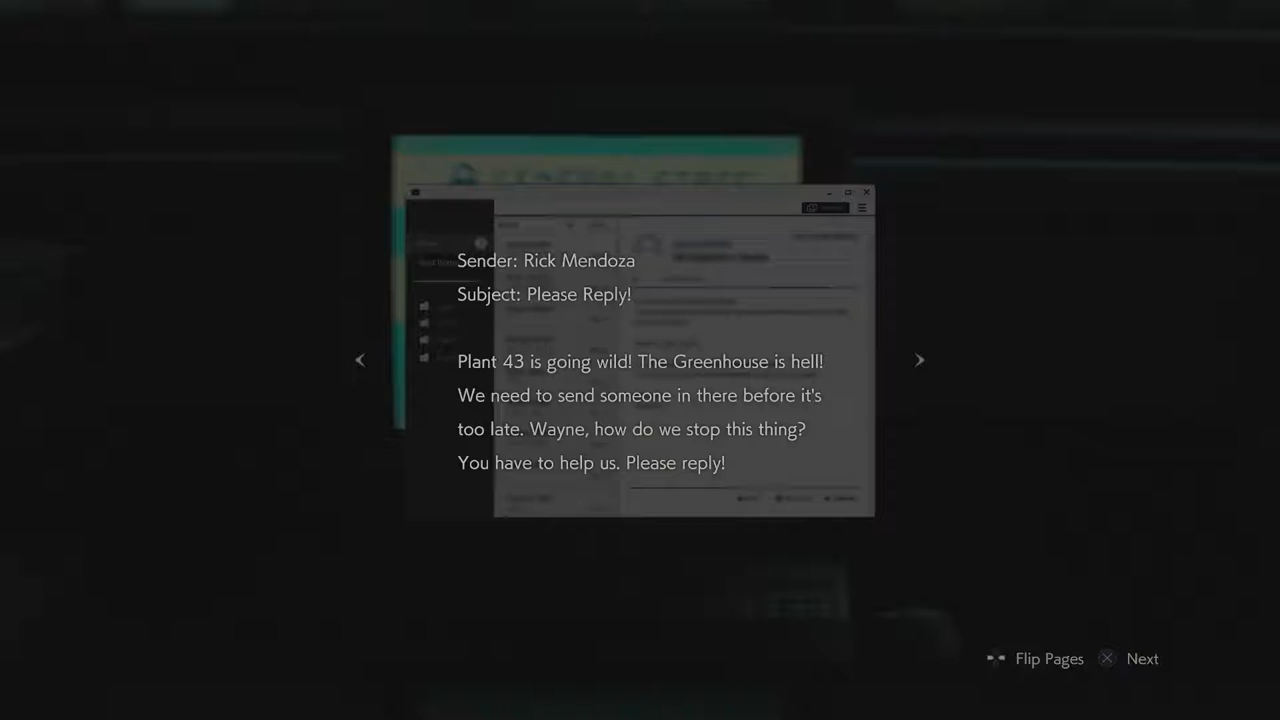 Sender: Rick Mendoza
Subject: Please Reply!
Plant 43 is going wild! The Greenhouse is hell!
We need to send someone in there before it's
too late. Wayne, how do we stop this thing?
You have to help us. Please reply!
Flip Pages Next